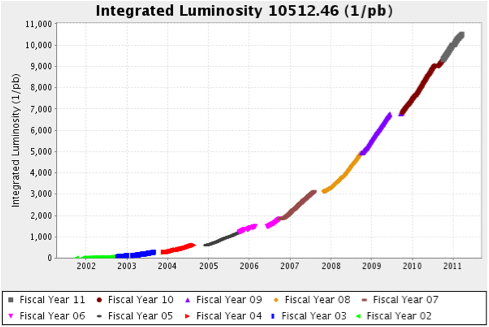 Integrated Luminosity 10512.46 (1/pb)
Integrated Luminosity (1/pb)
11,000
10,000
9,000
8,000
7,000
6,000
5,000
4,000
3,000
2,000
1,000
0
2002 2003 2004 2005 2006 2007 2008 2009 2010 2011
Fiscal Year 11 Fiscal Year 10 Fiscal Year 09 Fiscal Year 08 Fiscal Year 07
Fiscal Year 06 Fiscal Year 05 Fiscal Year 04 Fiscal Year 03 Fiscal Year 02